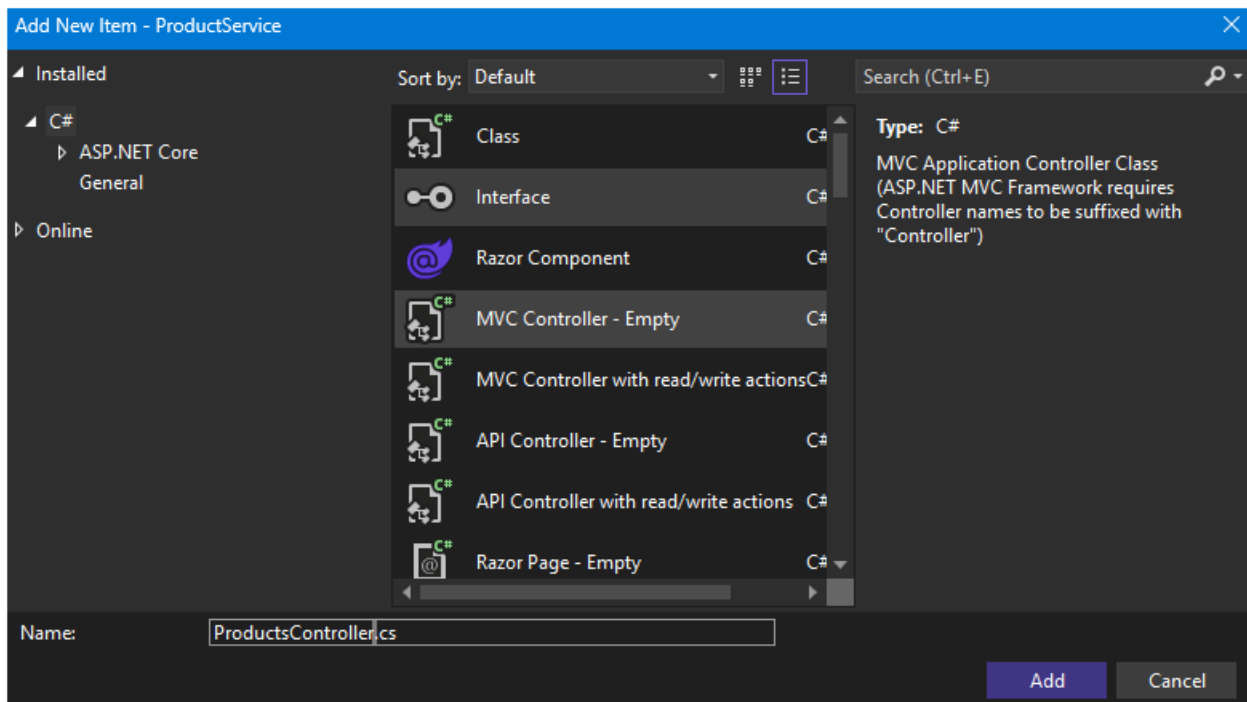 Add New Item - ProductService
Installed
C#
ASP.NET Core
General
Online
Sort by: Default
Class C#
Interface C#
Razor Component C#
MVC Controller - Empty C#
MVC Controller with read/write actions C#
API Controller - Empty C#
API Controller with read/write actions C#
Razor Page - Empty C#
Search (Ctrl+E)
Type: C#
MVC Application Controller Class
(ASP.NET MVC Framework requires
Controller names to be suffixed with
"Controller")
Name: ProductsController.cs
Add Cancel